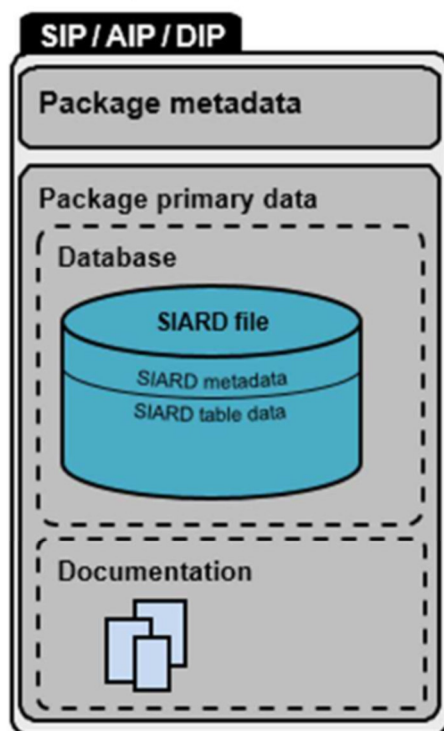 SIP / AIP / DIP
Package metadata
Package primary data
Database
SIARD file
SIARD metadata
SIARD table data
Documentation